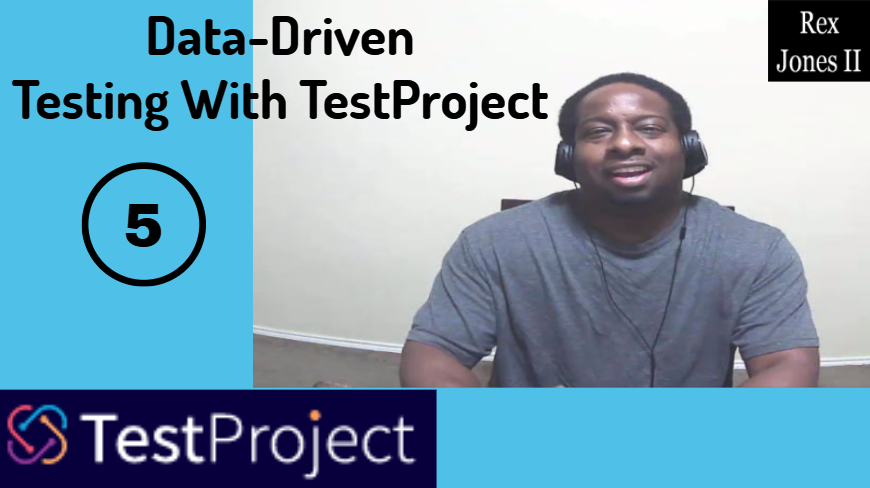 Data-Driven
Testing With TestProject
Rex
Jones II
5
TestProject